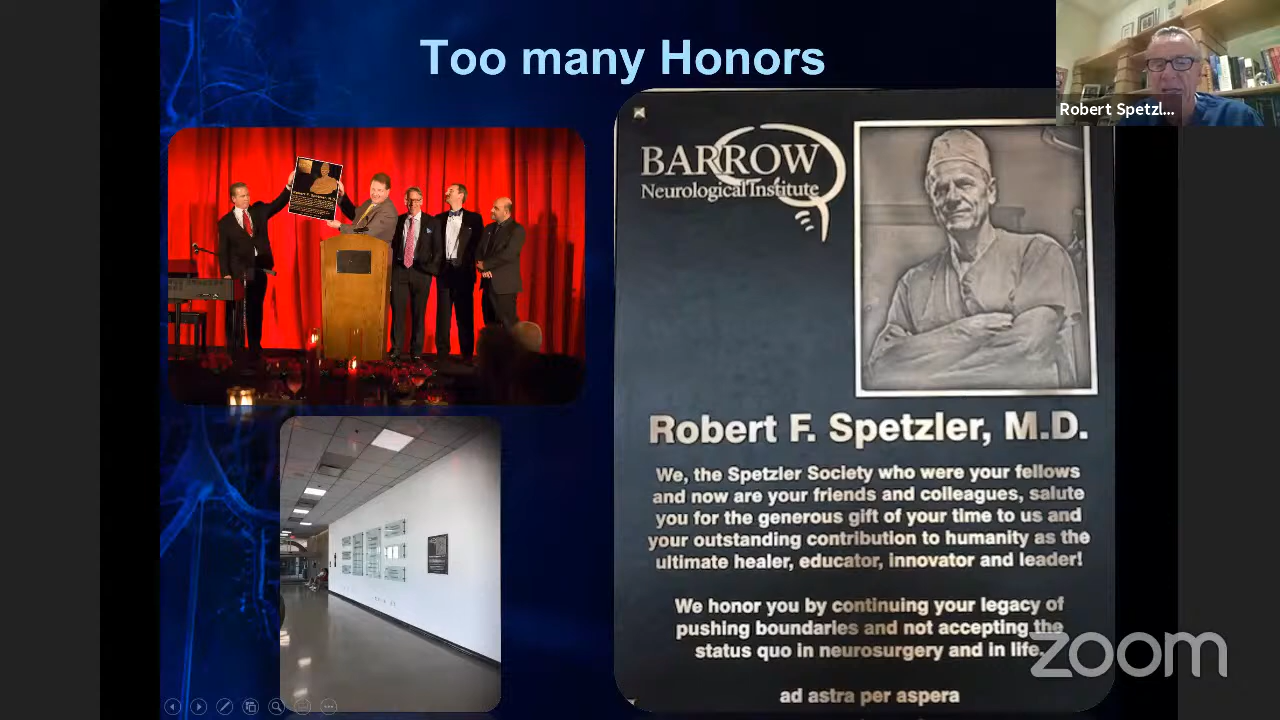 Too many Honors
Robert Spetzl...
BARROW
Neurological Institute
Robert F. Spetzler, M.D.
We, the Spetzler Society who were your fellows
and now are your friends and colleagues, salute
you for the generous gift of your time to us and
your outstanding contribution to humanity as the
ultimate healer, educator, innovator and leader!
We honor you by continuing your legacy of
pushing boundaries and not accepting the
status quo in neurosurgery and in life.
ad astra per aspera
zoom